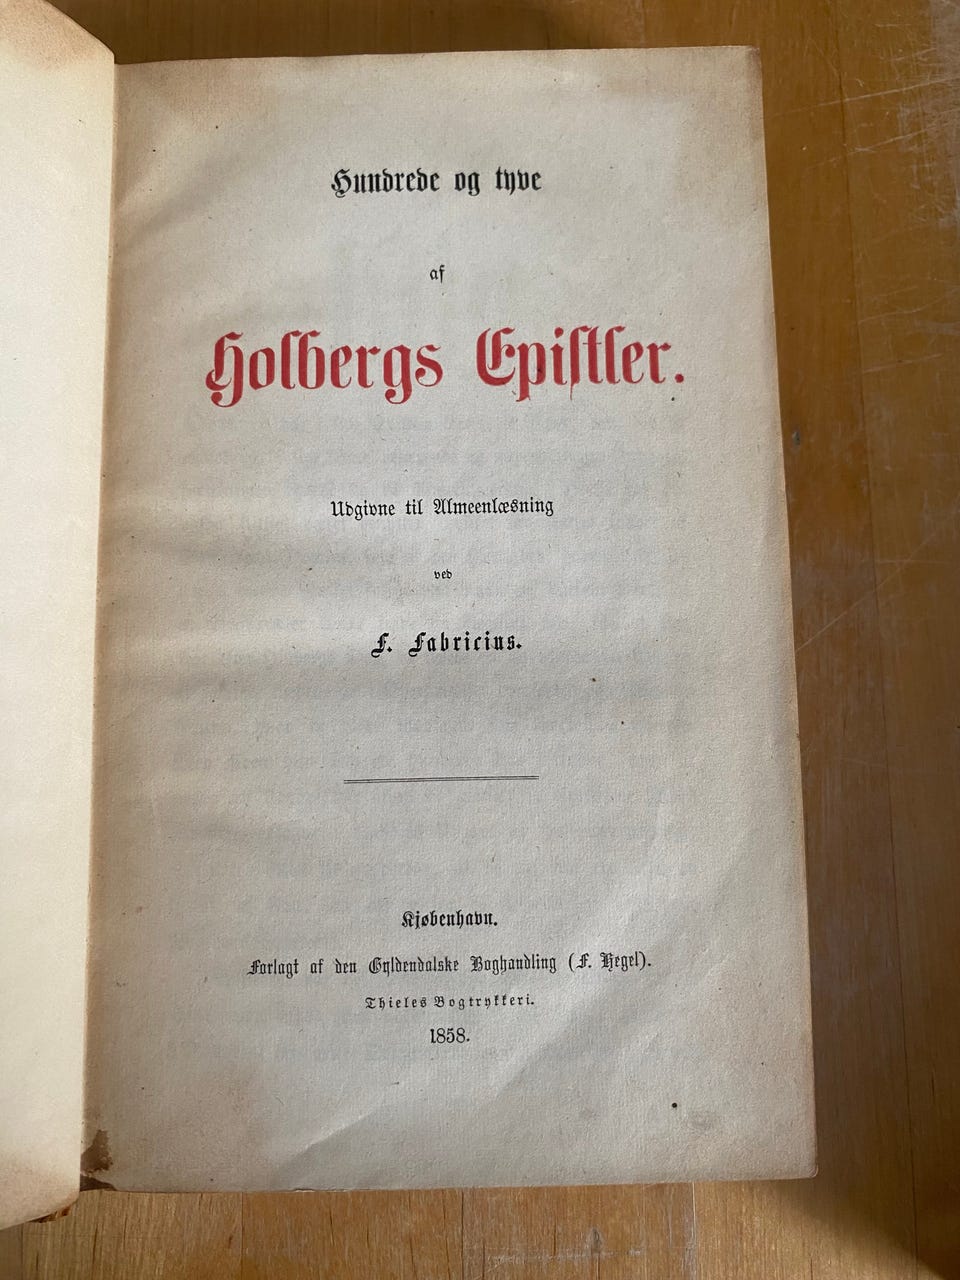 Hundrede og tyve
af
Holbergs Epistler.
Udgivne til Almeenlæsning
ved
F. Fabricius.
Kjøbenhavn.
Forlagt af den Gyldendalske Boghandling (F. Hegel).
Thieles Bogtrykkeri.
1858.